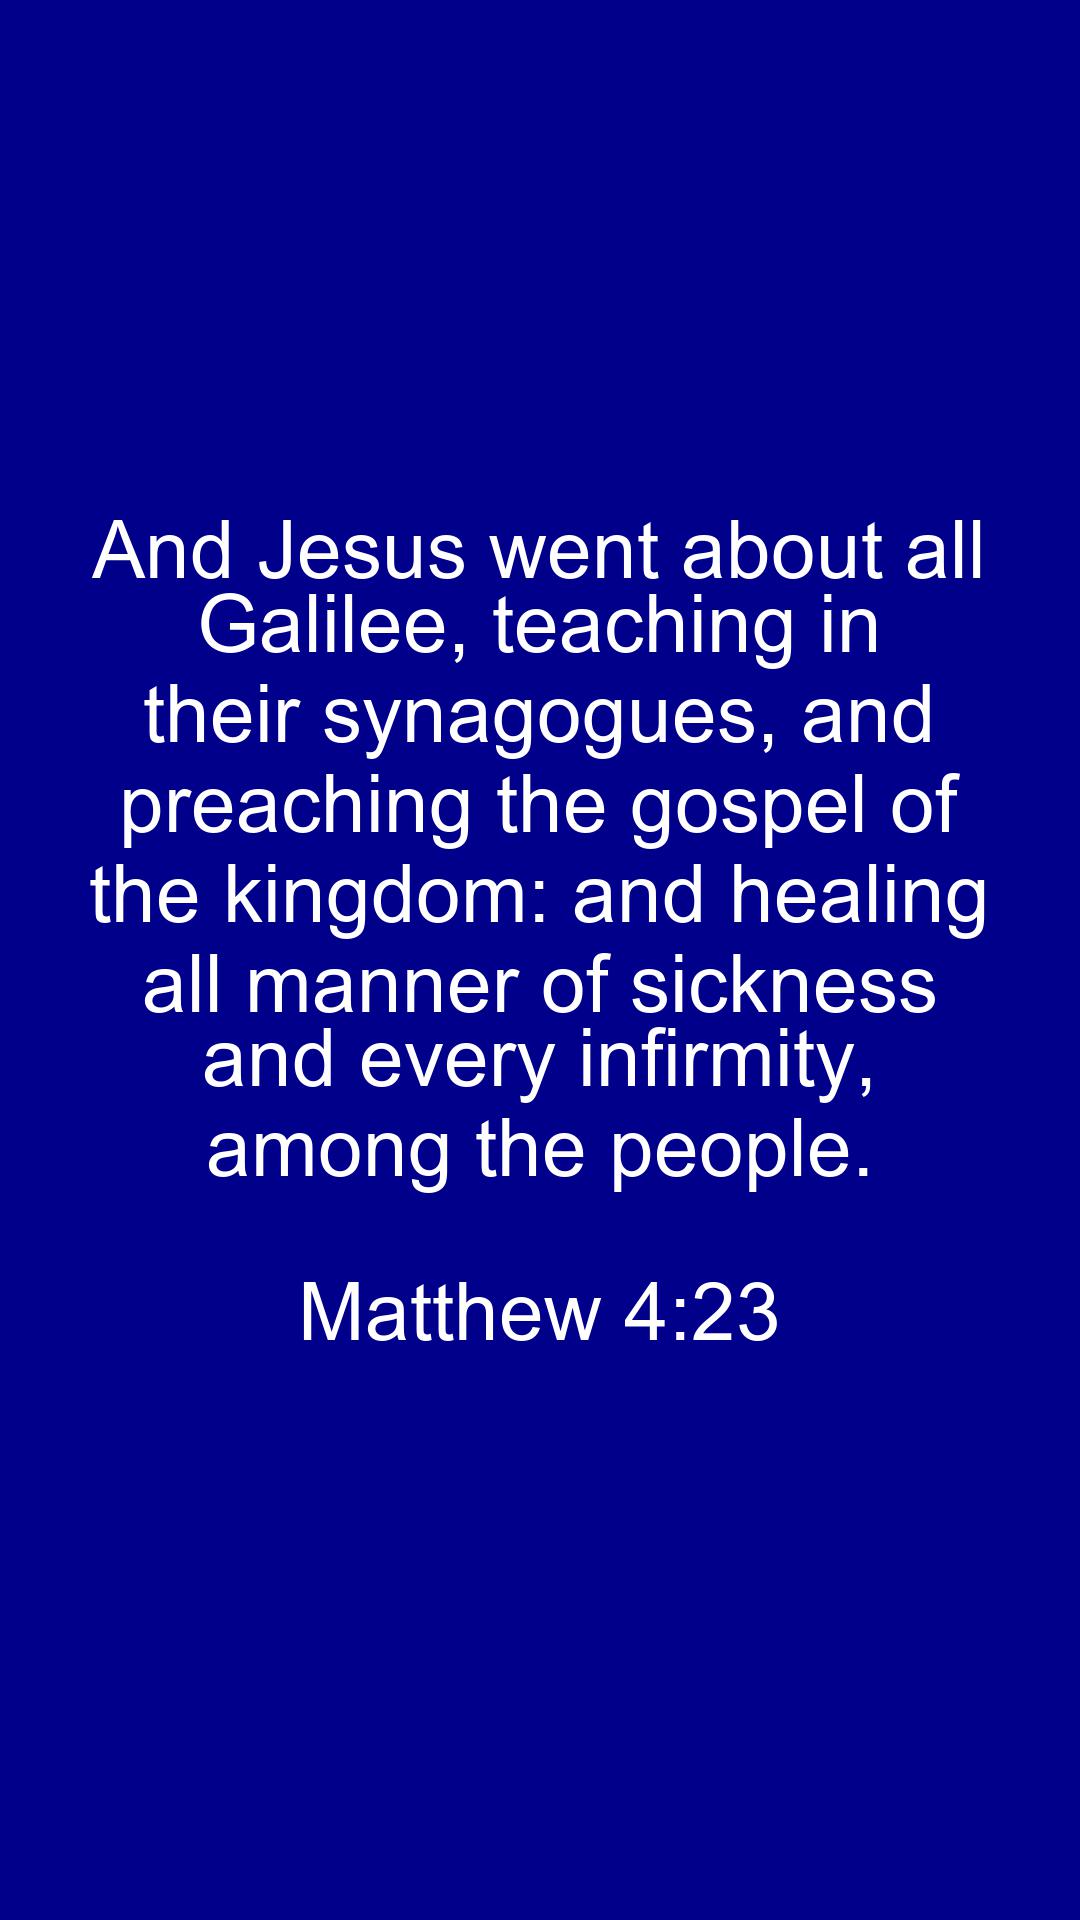 And Jesus went about all
Galilee, teaching in
their synagogues, and
preaching the gospel of
the kingdom: and healing
all manner of sickness
and every infirmity,
among the people.
Matthew 4:23